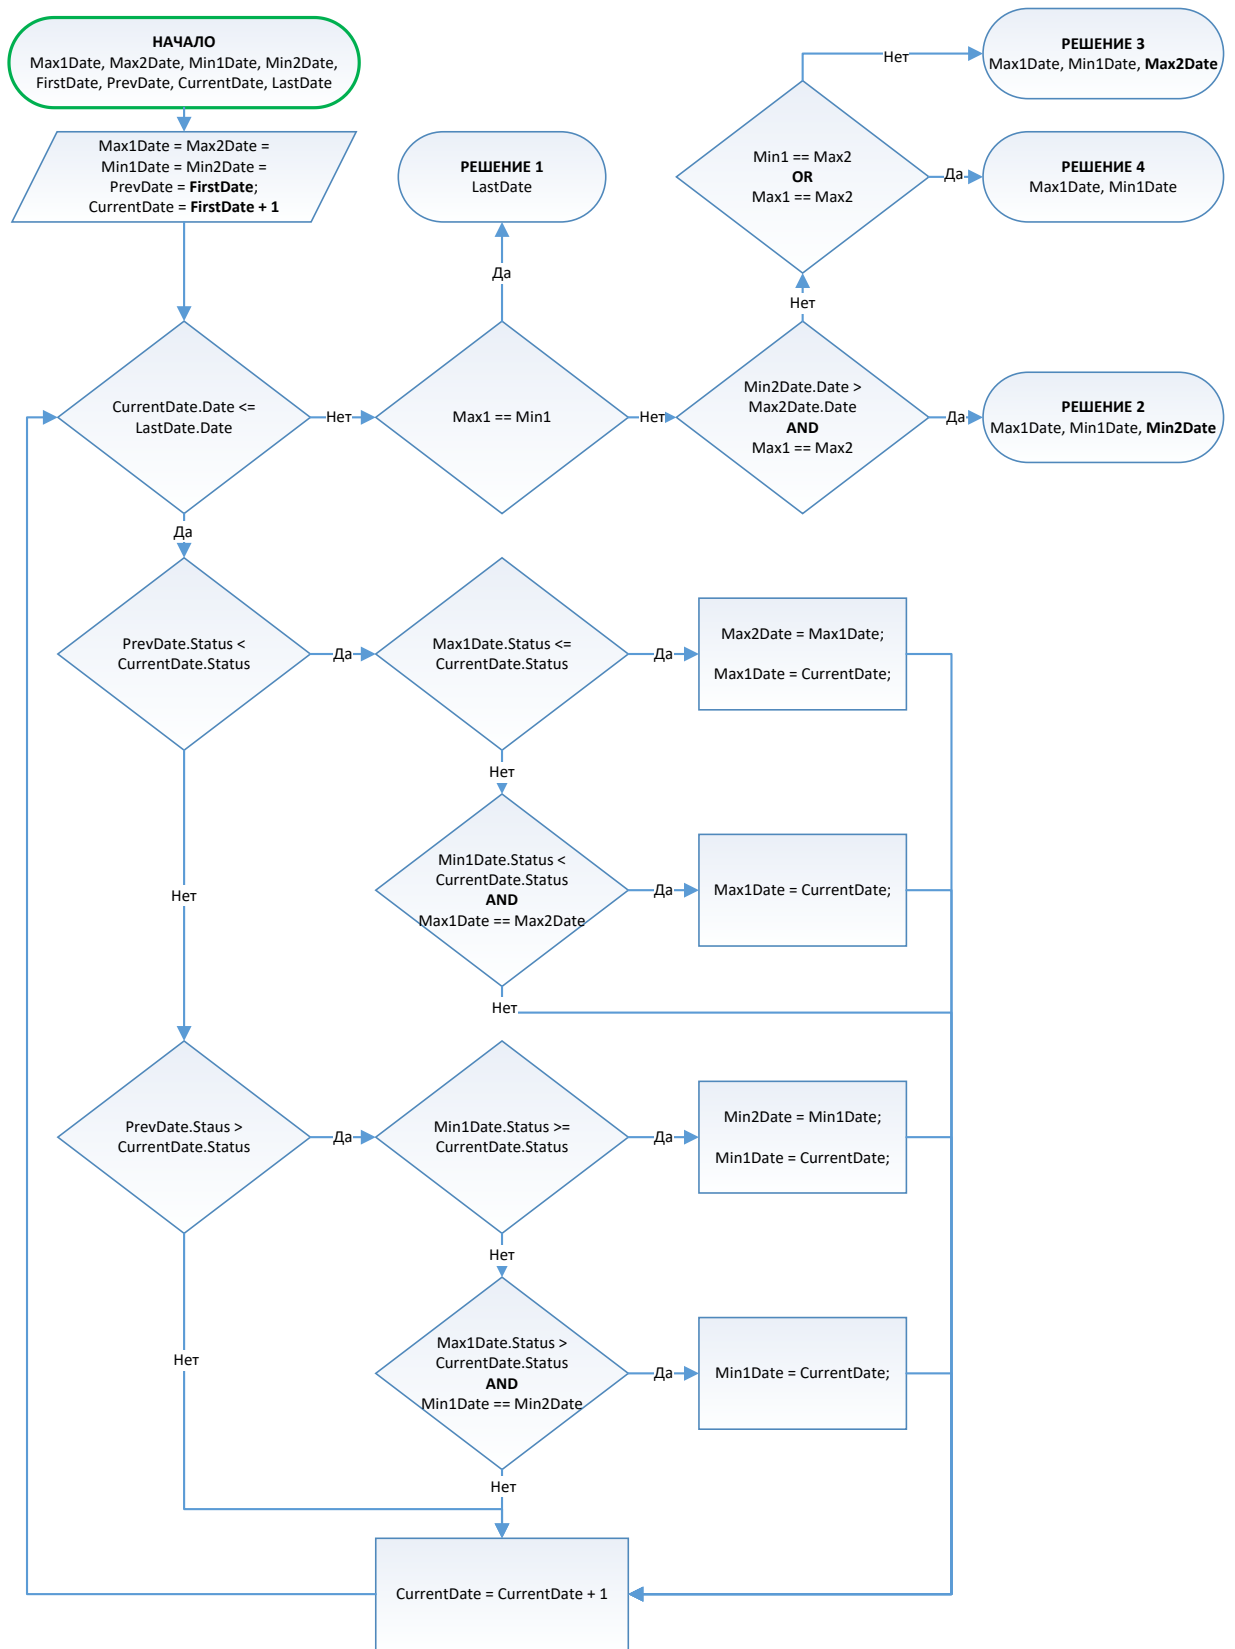 НАЧАЛО
Max1Date, Max2Date, Min1Date, Min2Date,
FirstDate, PrevDate, CurrentDate, LastDate
Max1Date = Max2Date =
Min1Date = Min2Date =
PrevDate = FirstDate;
CurrentDate = FirstDate + 1
РЕШЕНИЕ 1
LastDate
Да
Min1 == Max2
OR
Max1 == Max2
Нет
РЕШЕНИЕ 3
Max1Date, Min1Date, Max2Date
Да
РЕШЕНИЕ 4
Max1Date, Min1Date
Нет
CurrentDate.Date <=
LastDate.Date
Нет
Max1 == Min1
Нет
Min2Date.Date >
Max2Date.Date
AND
Max1 == Max2
Да
РЕШЕНИЕ 2
Max1Date, Min1Date, Min2Date
Да
PrevDate.Status <
CurrentDate.Status
Да
Max1Date.Status <=
CurrentDate.Status
Да
Max2Date = Max1Date;
Max1Date = CurrentDate;
Нет
Нет
Min1Date.Status <
CurrentDate.Status
AND
Max1Date == Max2Date
Да
Max1Date = CurrentDate;
Нет
PrevDate.Staus >
CurrentDate.Status
Да
Min1Date.Status >=
CurrentDate.Status
Да
Min2Date = Min1Date;
Min1Date = CurrentDate;
Нет
Нет
Max1Date.Status >
CurrentDate.Status
AND
Min1Date == Min2Date
Да
Min1Date = CurrentDate;
Нет
CurrentDate = CurrentDate + 1